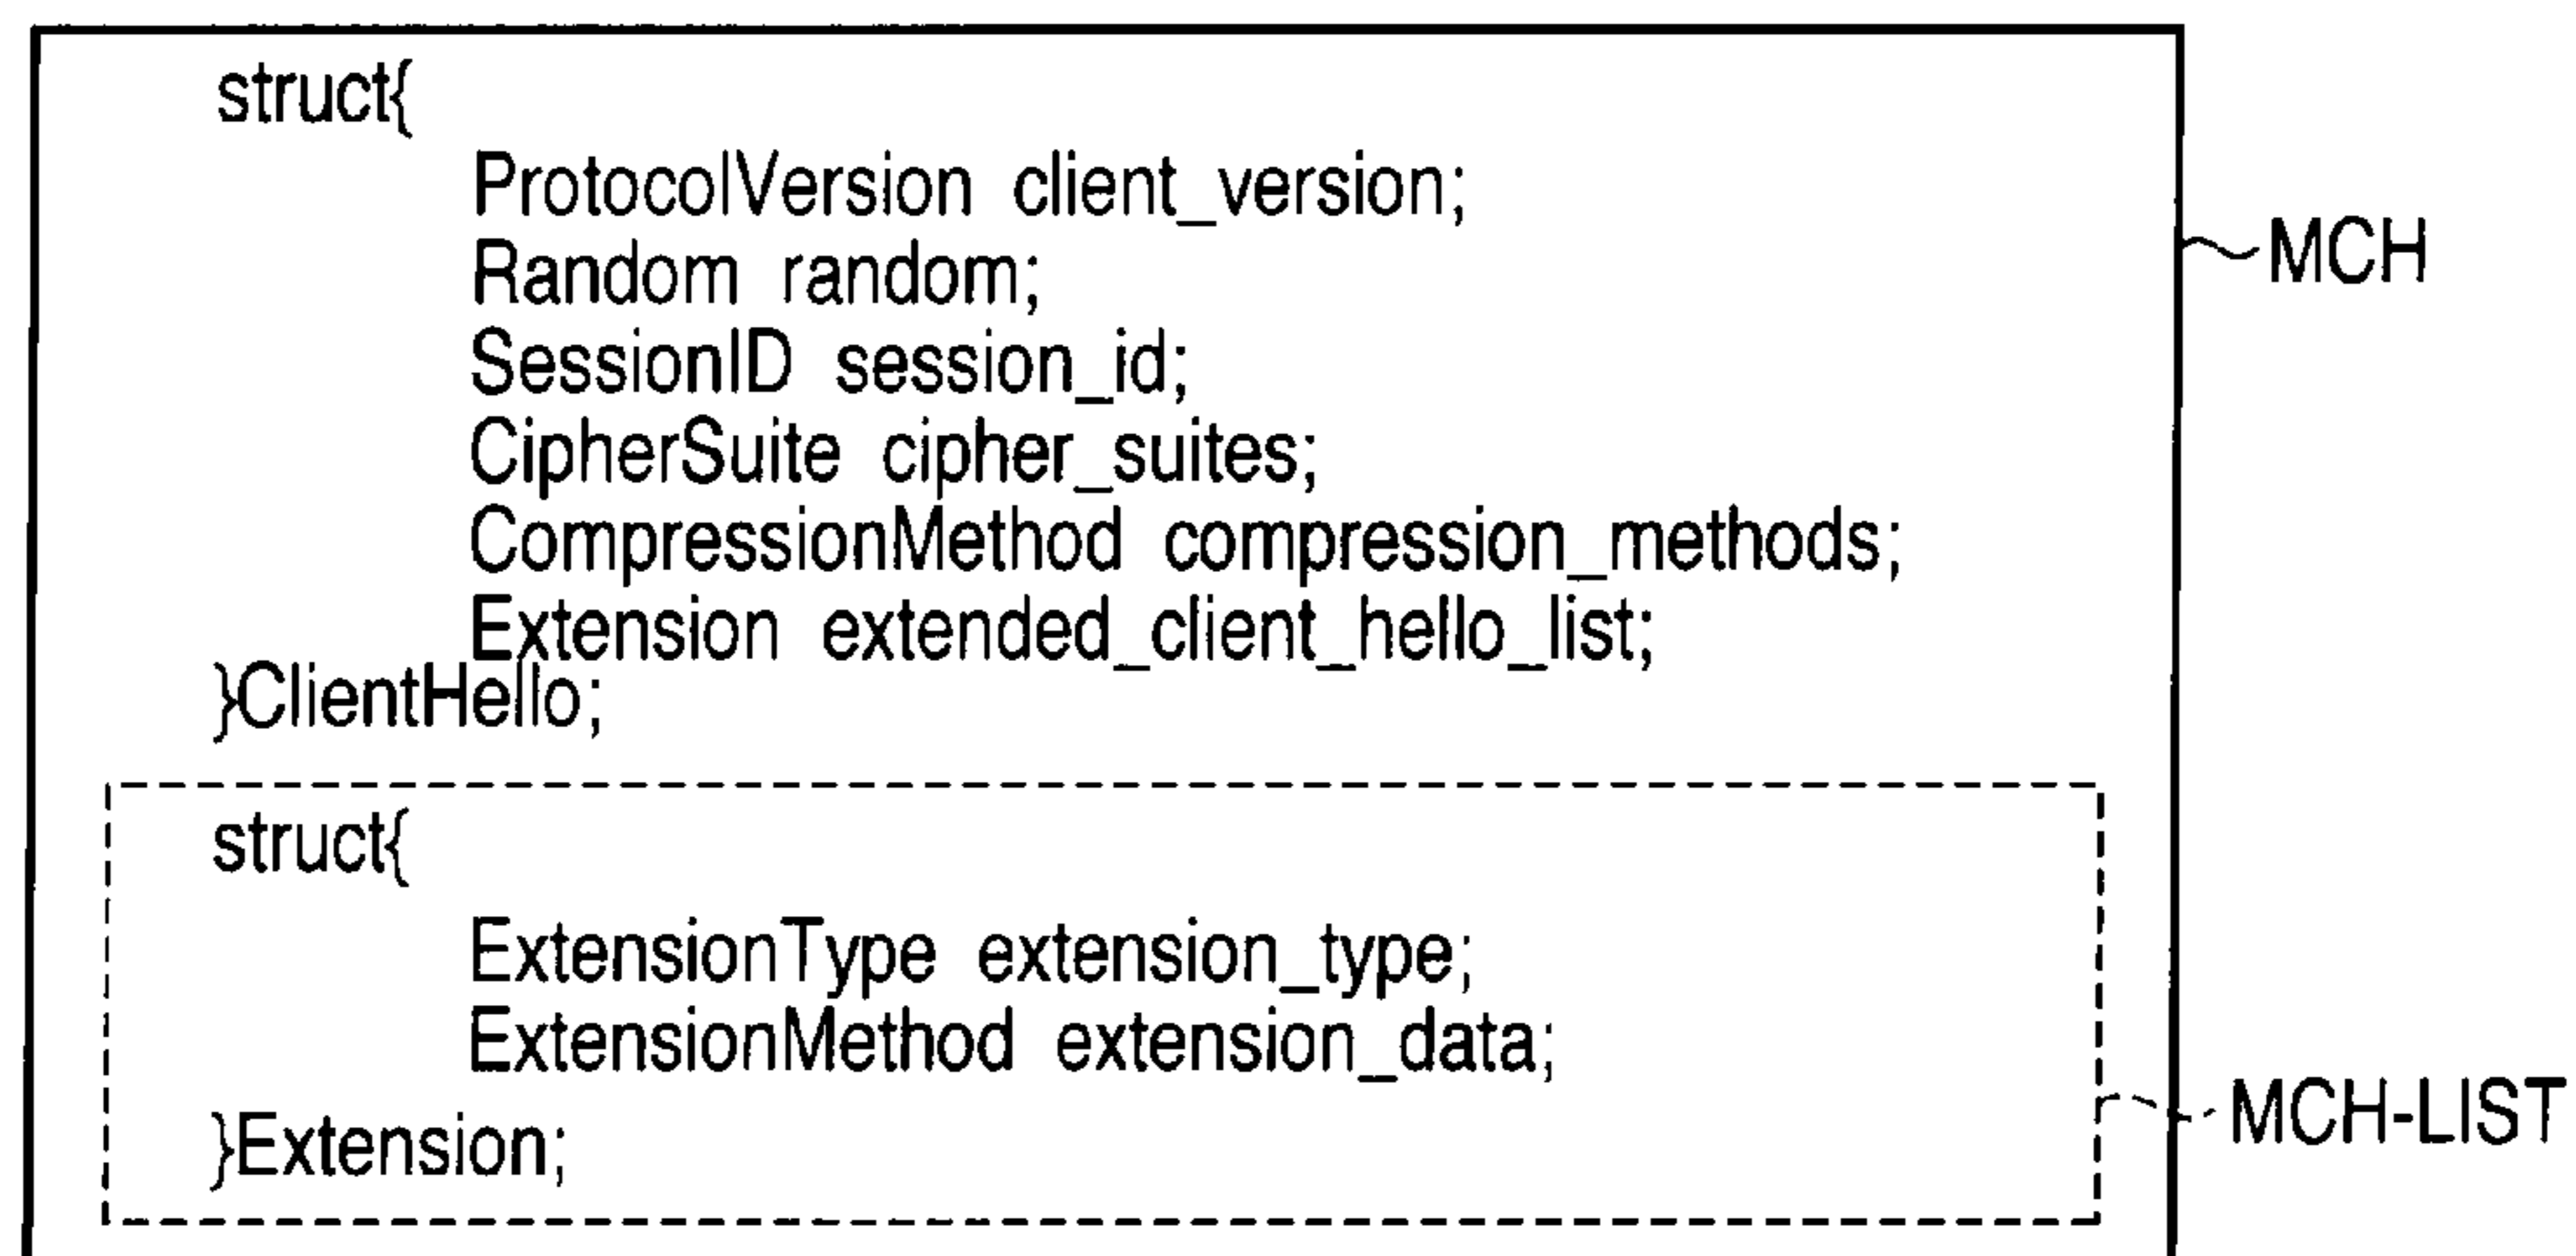 struct{
ProtocolVersion client_version;
MCH
Random random;
SessionID session_id;
CipherSuite cipher_suites;
CompressionMethod compression_methods;
Extension extended_client_hello_list;
}ClientHello;
struct{
ExtensionType extension_type;
ExtensionMethod extension_data;
MCH-LIST
}Extension;